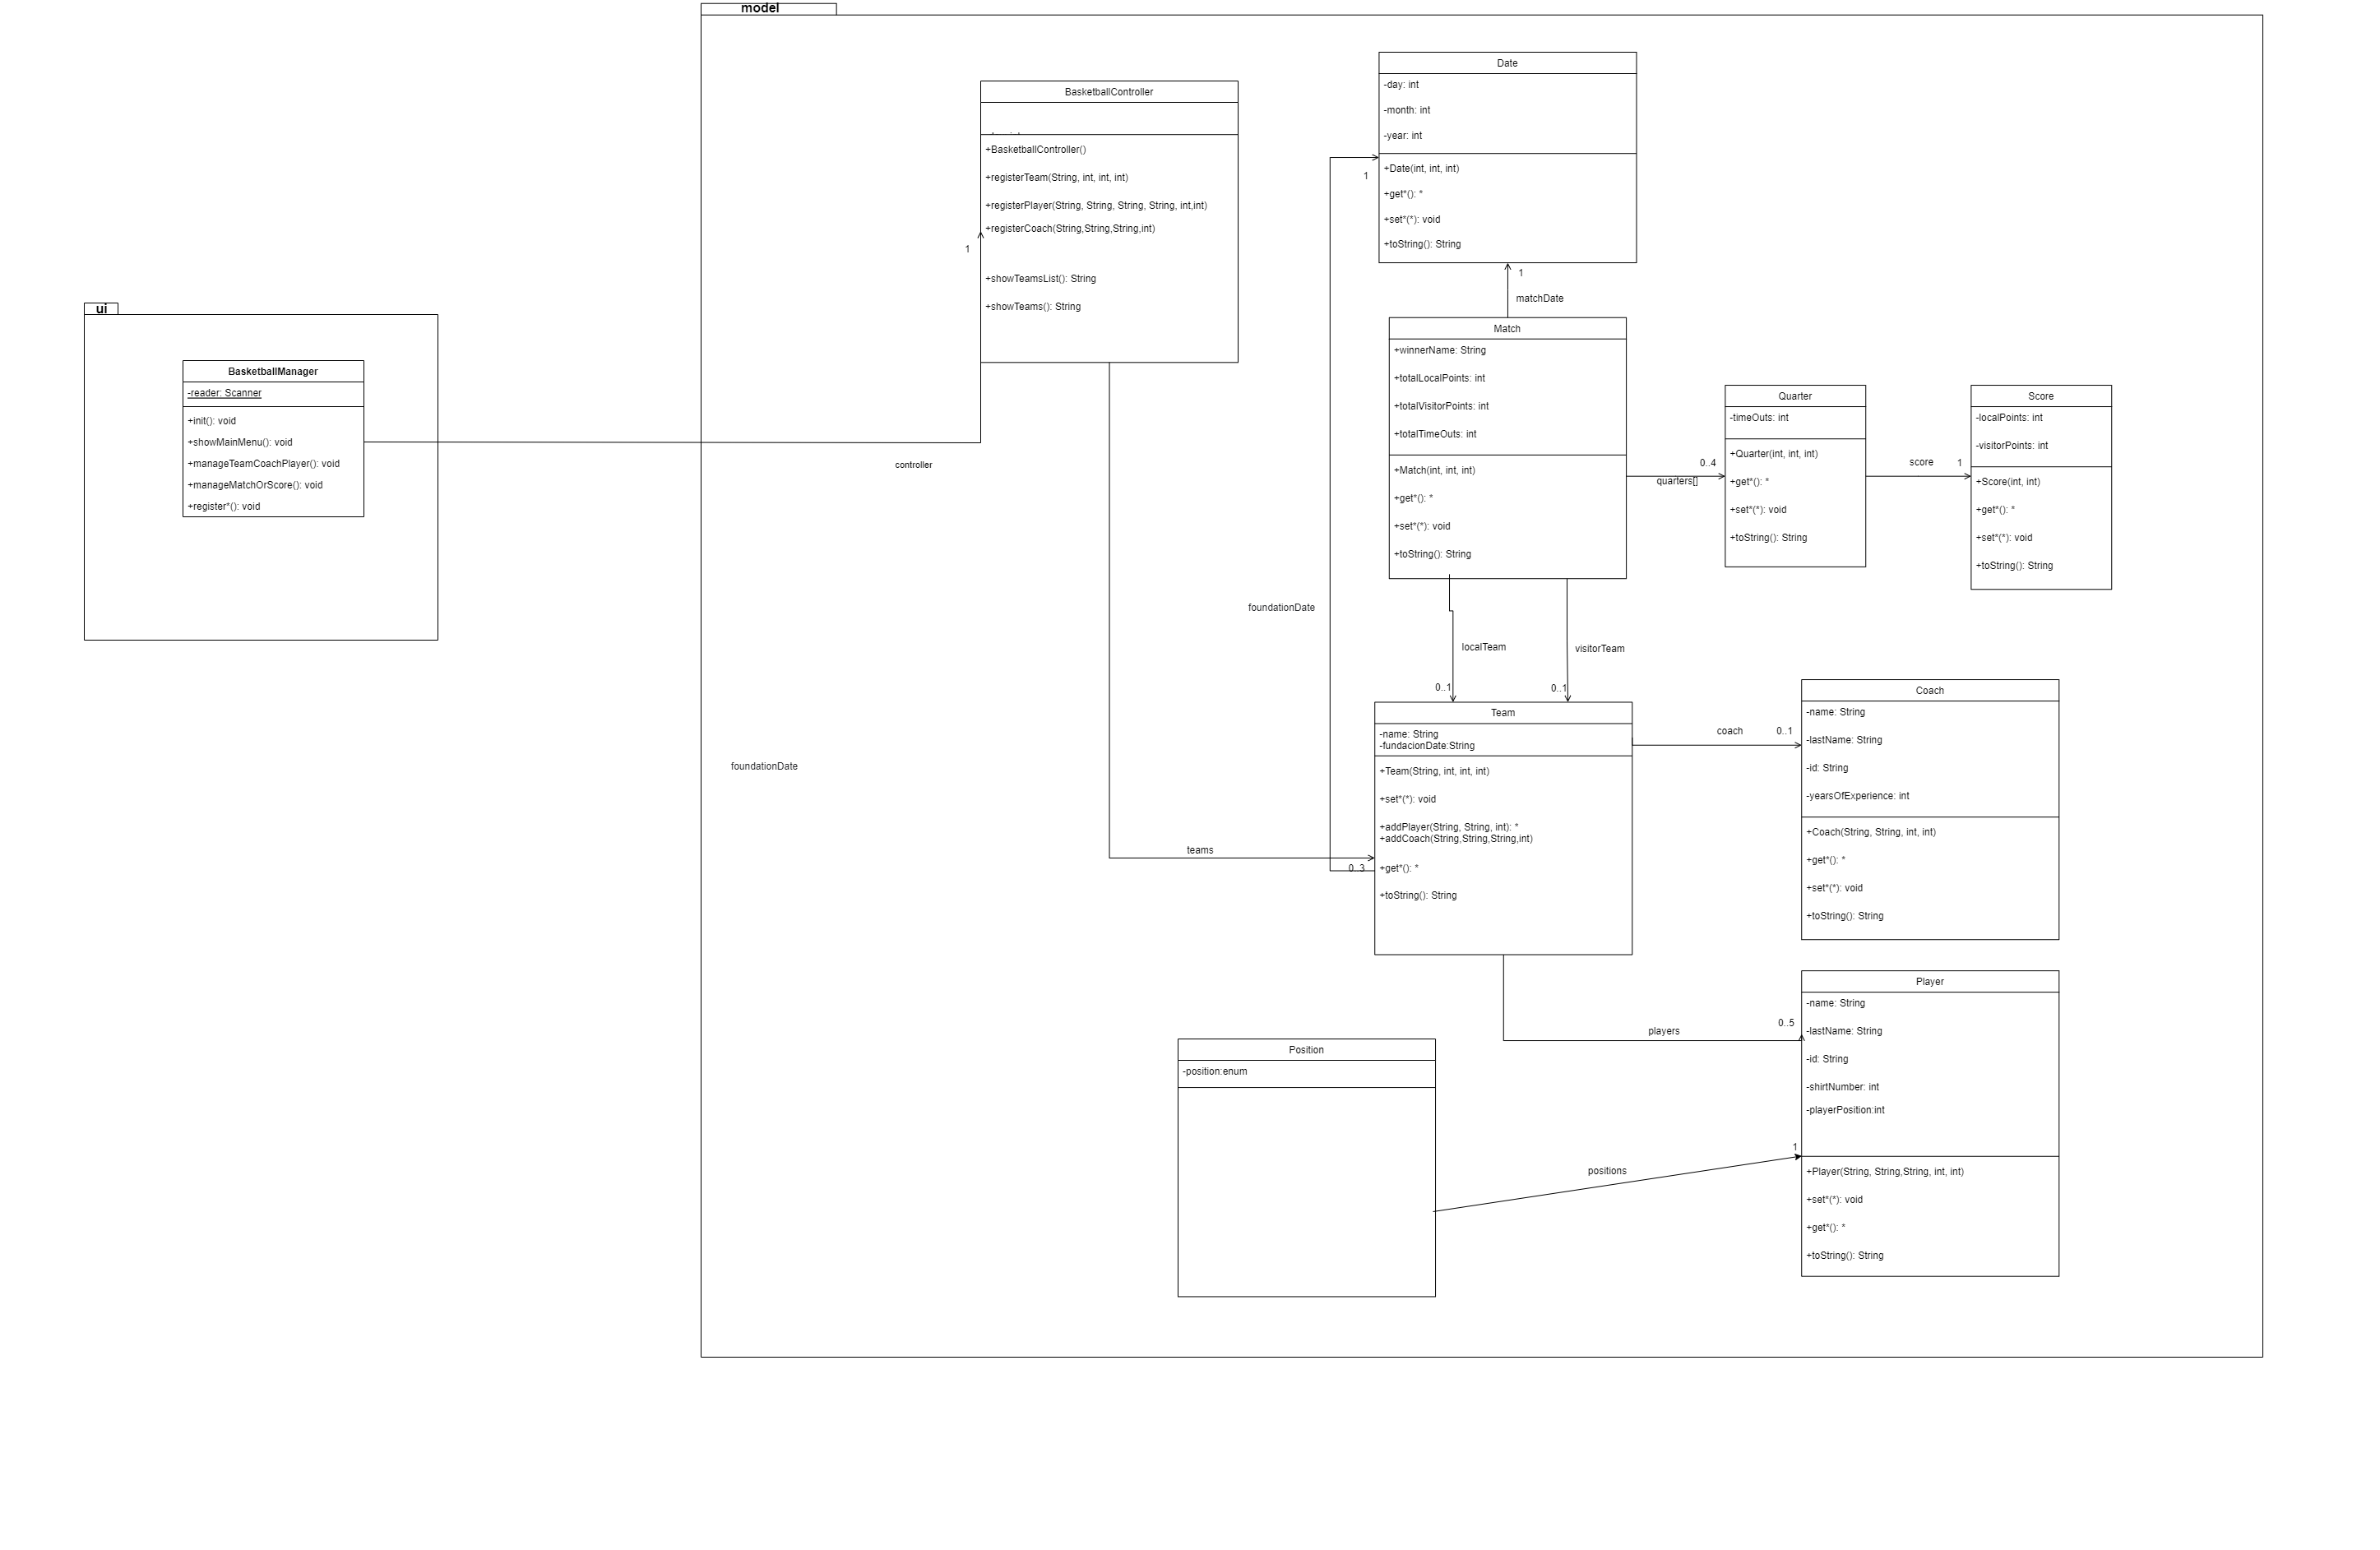 model
ui
BasketballManager
-reader: Scanner
+init(): void
+showMainMenu(): void
+manageTeamCoachPlayer(): void
+manageMatchOrScore(): void
+register*(): void
controller
1
BasketballController
+BasketballController()
+registerTeam(String, int, int, int)
+registerPlayer(String, String, String, String, int,int)
+registerCoach(String,String,String,int)
+showTeamsList(): String
+showTeams(): String
foundationDate
teams
0..3
foundationDate
1
Date
-day: int
-month: int
-year: int
+Date(int, int, int)
+get*(): *
+set*(*): void
+toString(): String
1
matchDate
Match
+winnerName: String
+totalLocalPoints: int
+totalVisitorPoints: int
+totalTimeOuts: int
+Match(int, int, int)
+get*(): *
+set*(*): void
+toString(): String
0..4
quarters[]
Quarter
-timeOuts: int
+Quarter(int, int, int)
+get*(): *
+set*(*): void
+toString(): String
score
1
Score
-localPoints: int
-visitorPoints: int
+Score(int, int)
+get*(): *
+set*(*): void
+toString(): String
localTeam
visitorTeam
0..1
0..1
Team
-name: String
-fundacionDate:String
+Team(String, int, int, int)
+set*(*): void
+addPlayer(String, String, int): *
+addCoach(String,String,String,int)
+get*(): *
+toString(): String
coach
0..1
Coach
-name: String
-lastName: String
-id: String
-yearsOfExperience: int
+Coach(String, String, int, int)
+get*(): *
+set*(*): void
+toString(): String
players
0..5
Player
-name: String
-lastName: String
-id: String
-shirtNumber: int
-playerPosition:int
+Player(String, String,String, int, int)
+set*(*): void
+get*(): *
+toString(): String
Position
-position:enum
positions
1